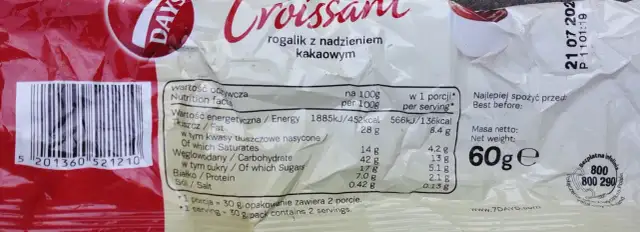 DAYS
Croissant
rogalik z nadzieniem
kakaowym
21 07 202
P 1101:19
Wartość odżywcza na 100g w 1 porcji*
Nutrition facts per 100g per serving*
Wartość energetyczna / Energy 1885kJ/452kcal 566kJ/136kcal
Tłuszcz / Fat 28 g 8.4 g
w tym kwasy tłuszczowe nasycone
Of which Saturates 14 g 4.2 g
Węglowodany / Carbohydrate 42 g 13 g
w tym cukry / Of which Sugars 17 g 5.1 g
Białko / Protein 7.0 g 2.1 g
Sól / Salt 0.42 g 0.13 g
*1 porcja = 30 g, opakowanie zawiera 2 porcje.
*1 serving = 30 g, pack contains 2 servings.
Najlepiej spożyć przed:
Best before:
Masa netto:
Net weight:
60g e
Bezpłatna infolinia
800
800 290
www.7DAYS.com
5 201360 521210